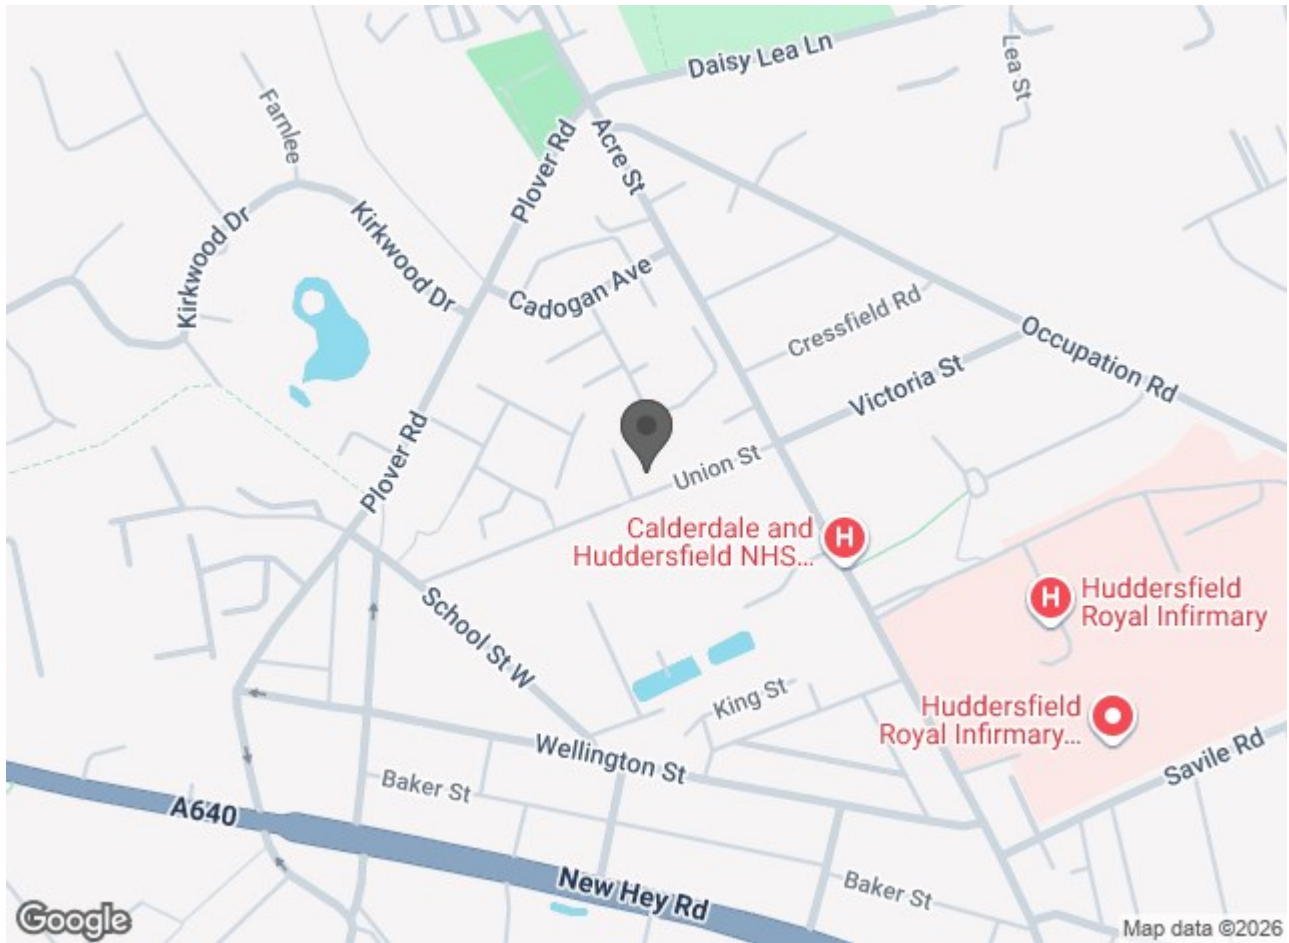 Daisy Lea Ln
Lea St
Farnlee
Acre St
Plover Rd
Kirkwood Dr
Kirkwood Dr
Cadogan Ave
Cressfield Rd
Occupation Rd
Victoria St
Plover Rd
Union St
Calderdale and
Huddersfield NHS...
H
H
Huddersfield
Royal Infirmary
School St W
King St
Huddersfield
Royal Infirmary...
Wellington St
Savile Rd
Baker St
A640
New Hey Rd
Baker St
Google
Map data ©2026